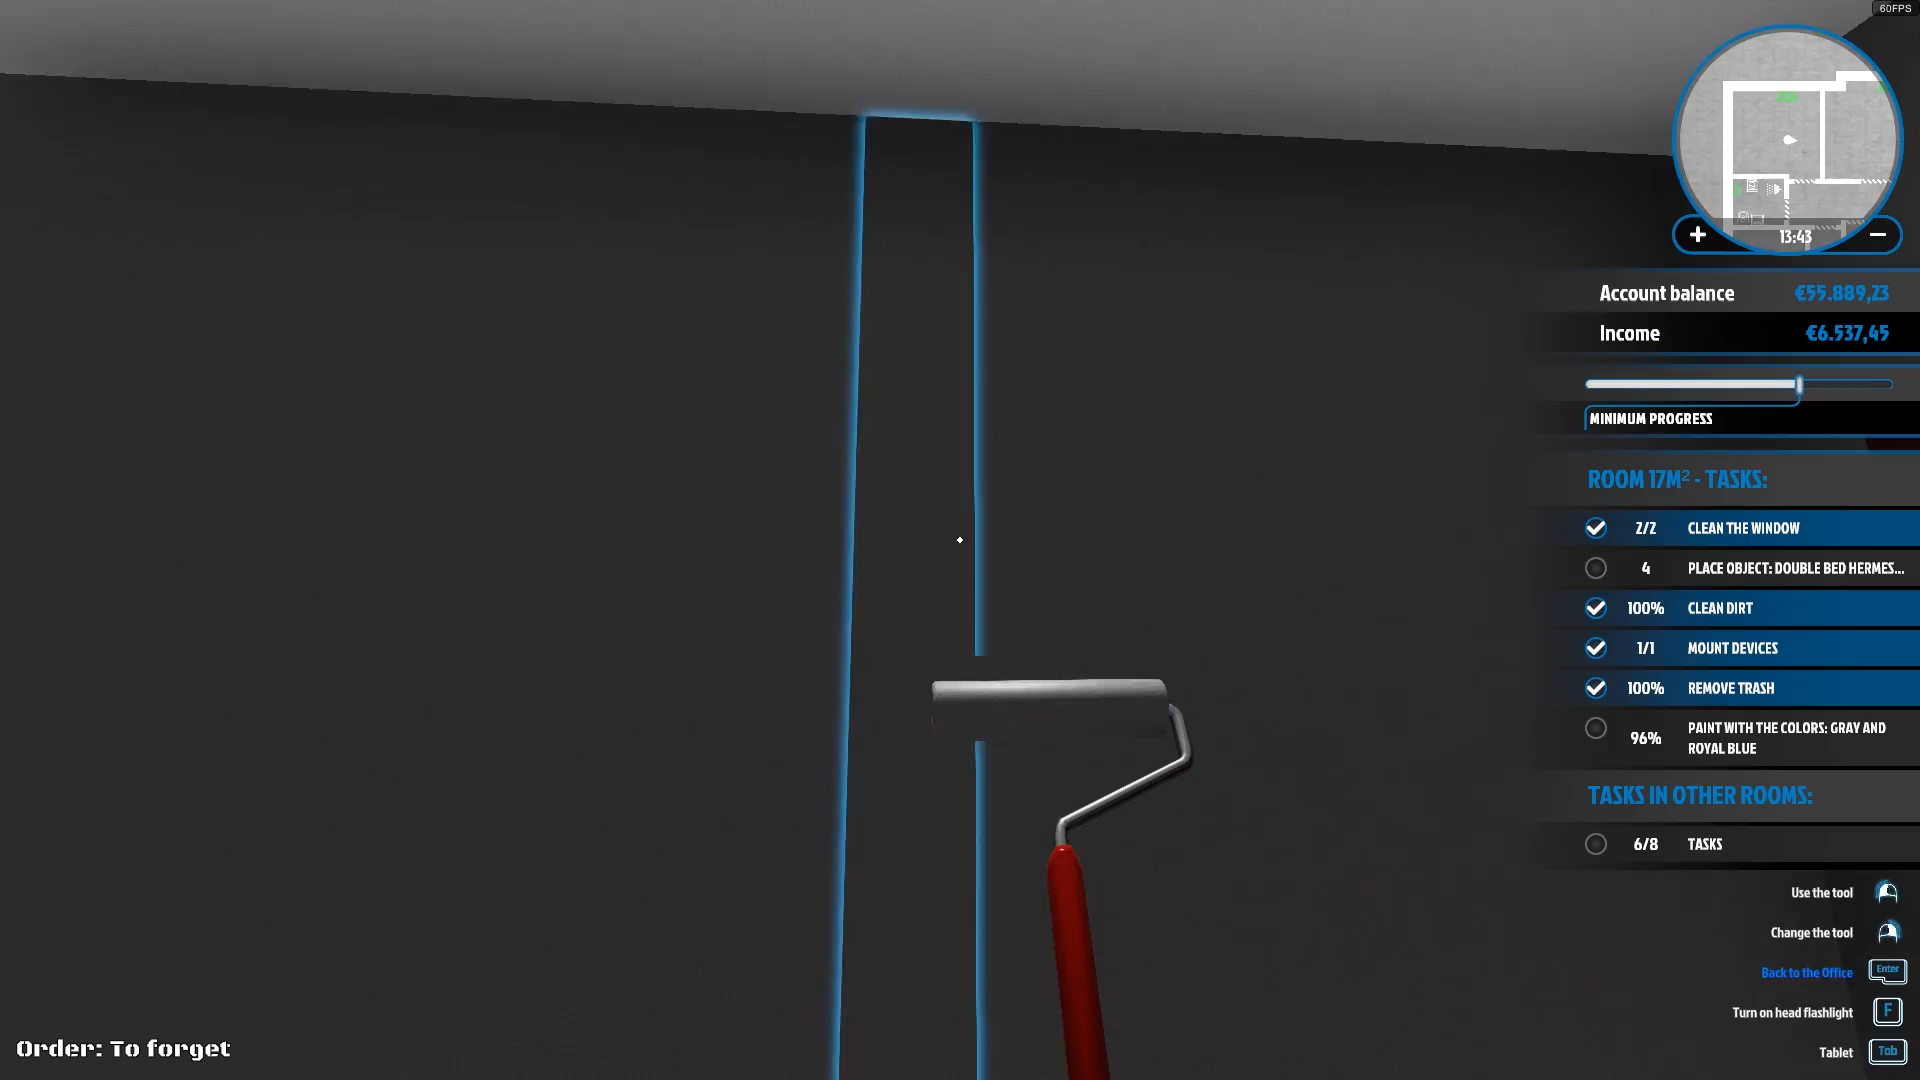 60FPS
13:43
Account balance €55.889,23
Income €6.537,45
MINIMUM PROGRESS
ROOM 17M² - TASKS:
2/2 CLEAN THE WINDOW
4 PLACE OBJECT: DOUBLE BED HERMES...
100% CLEAN DIRT
1/1 MOUNT DEVICES
100% REMOVE TRASH
96% PAINT WITH THE COLORS: GRAY AND
ROYAL BLUE
TASKS IN OTHER ROOMS:
6/8 TASKS
Use the tool
Change the tool
Back to the Office Enter
Turn on head flashlight F
Tablet Tab
Order: To forget